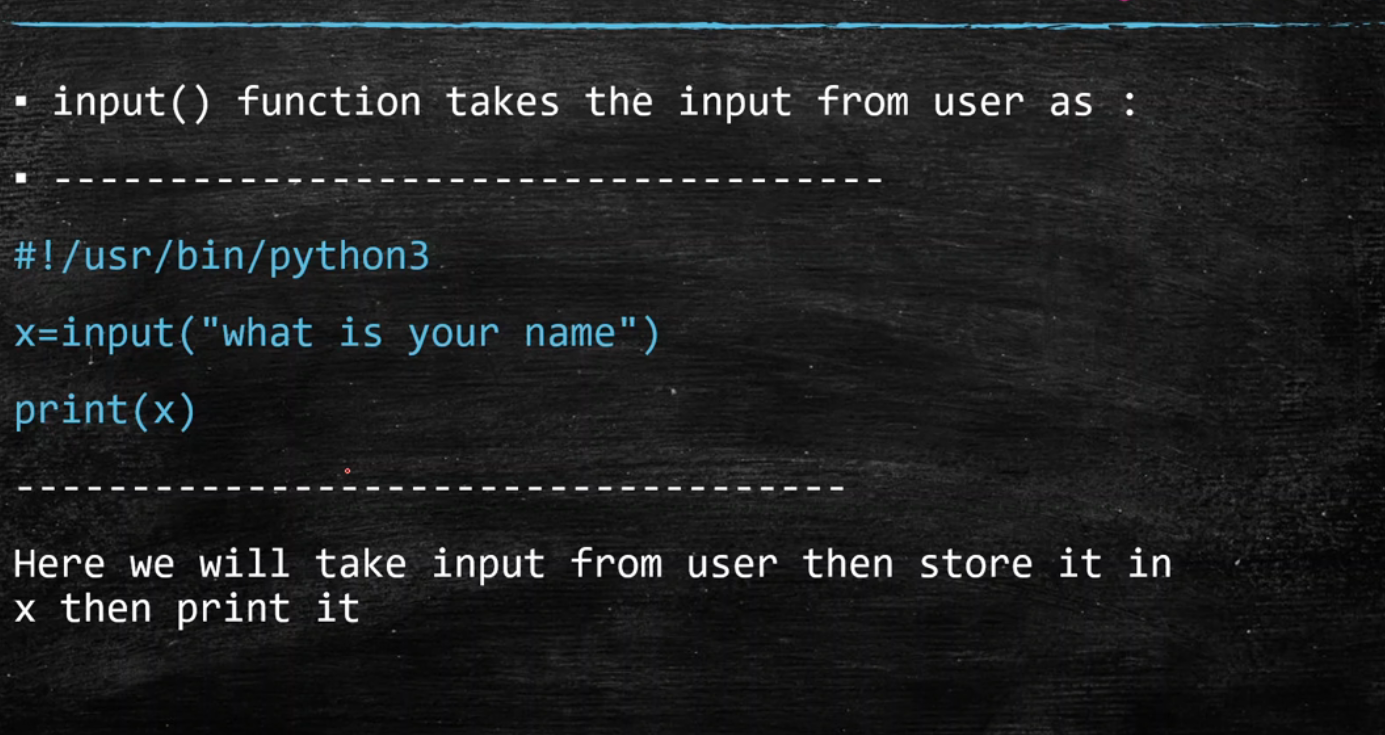 ▪ input() function takes the input from user as :
▪ ------------------------------------
#!/usr/bin/python3
x=input("what is your name")
print(x)
------------------------------------
Here we will take input from user then store it in
x then print it